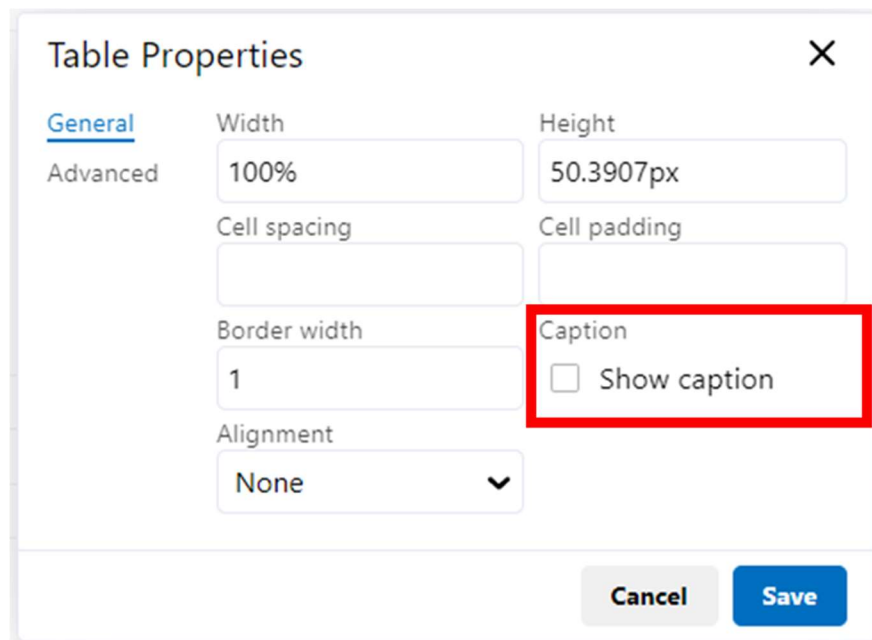 Table Properties
General
Advanced
Width
Height
100%
50.3907px
Cell spacing
Cell padding
Border width
Caption
1
Show caption
Alignment
None
Cancel
Save